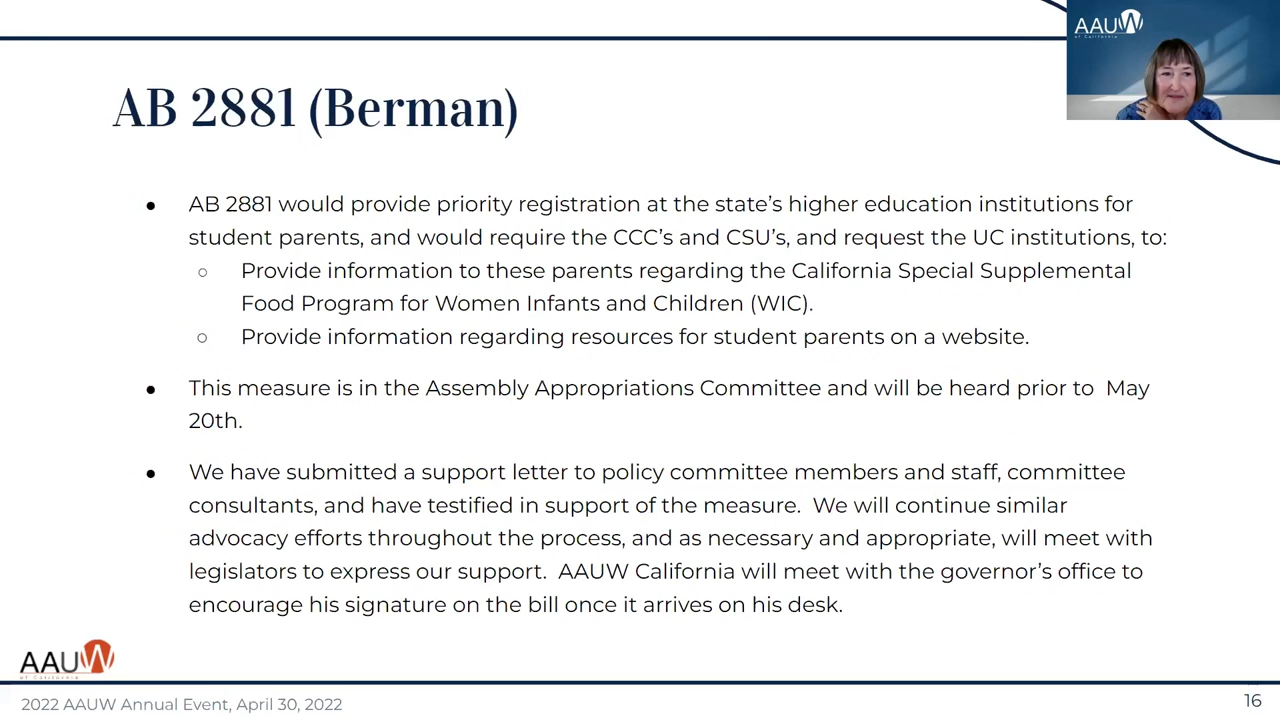 AAUW
of California
AB 2881 (Berman)
● AB 2881 would provide priority registration at the state’s higher education institutions for
student parents, and would require the CCC’s and CSU’s, and request the UC institutions, to:
○ Provide information to these parents regarding the California Special Supplemental
Food Program for Women Infants and Children (WIC).
○ Provide information regarding resources for student parents on a website.
● This measure is in the Assembly Appropriations Committee and will be heard prior to  May
20th.
● We have submitted a support letter to policy committee members and staff, committee
consultants, and have testified in support of the measure.  We will continue similar
advocacy efforts throughout the process, and as necessary and appropriate, will meet with
legislators to express our support.  AAUW California will meet with the governor’s office to
encourage his signature on the bill once it arrives on his desk.
AAUW
of California
2022 AAUW Annual Event, April 30, 2022
16